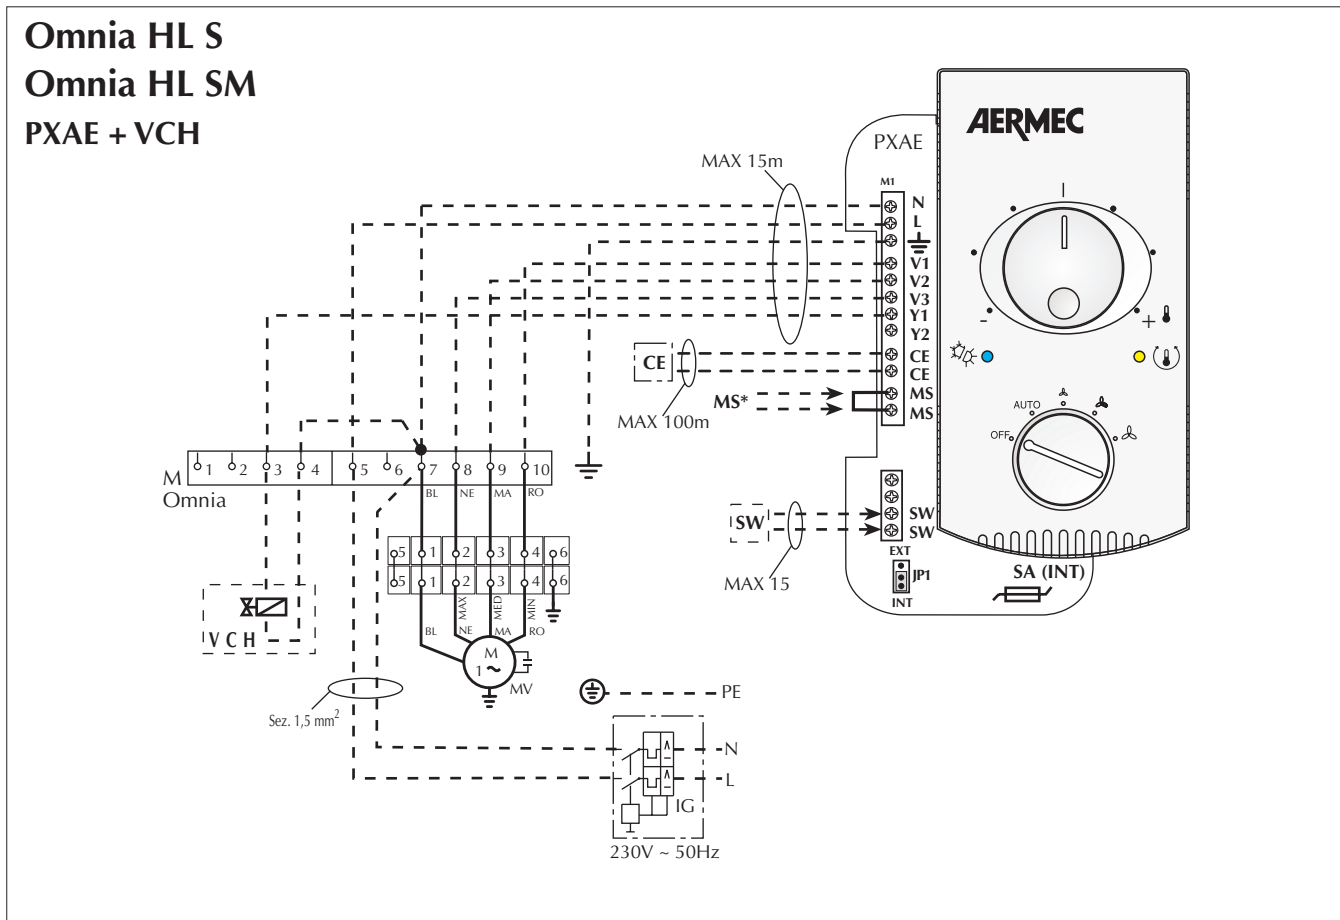 Omnia HL S
Omnia HL SM
PXAE + VCH
AERMEC
PXAE
MAX 15m
M1
N
L
V1
V2
V3
Y1
Y2
CE
CE
MS
MS
- +
CE
MAX 100m
MS*
AUTO
OFF
1 2 3 4 5 6 7 8 9 10
M
Omnia
BL NE MA RO
5 1 2 3 4 6
5 1 2 3 4 6
MAX MED MIN
BL NE MA RO
M
1 ~
MV
VCH
Sez. 1,5 mm²
SW
MAX 15
SW
SW
EXT
JP1
INT
SA (INT)
PE
N
L
IG
230V ~ 50Hz